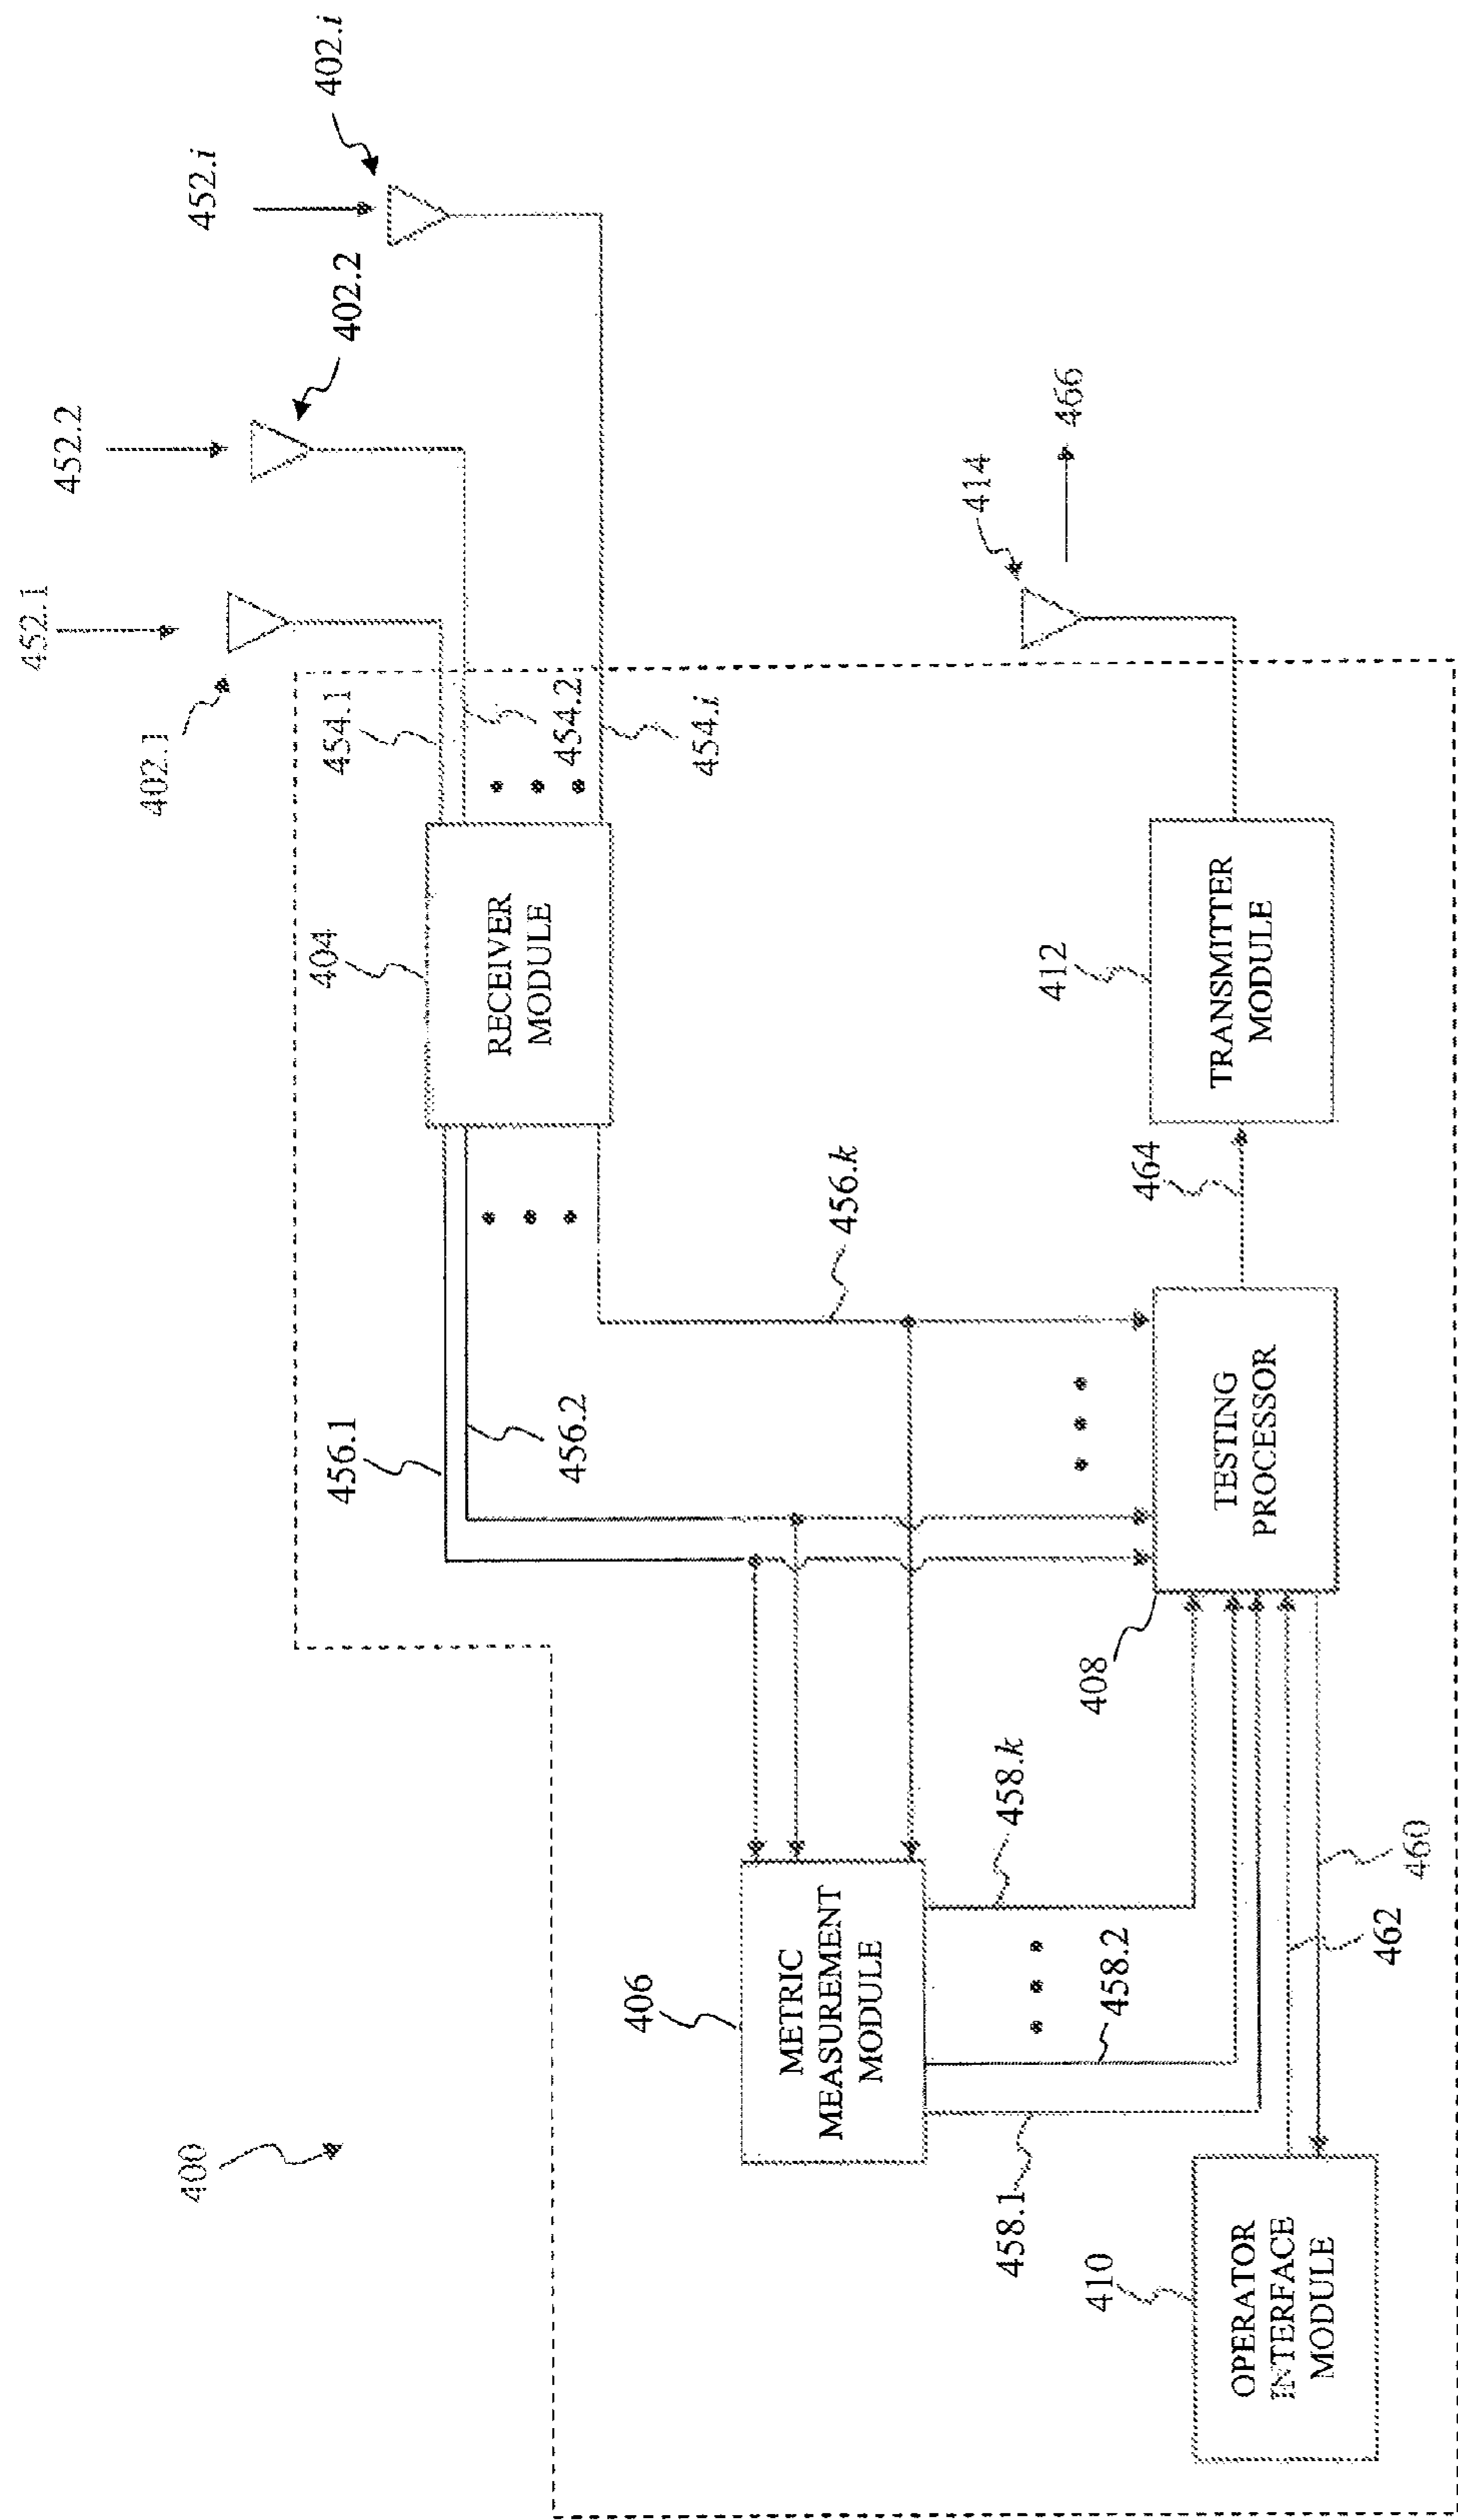 400
452.1
452.2
452.i
402.1
402.2
402.i
454.1
454.2
454.i
404
RECEIVER
MODULE
456.1
456.2
456.k
406
METRIC
MEASUREMENT
MODULE
458.1
458.2
458.k
408
TESTING
PROCESSOR
464
412
TRANSMITTER
MODULE
414
466
410
OPERATOR
INTERFACE
MODULE
462
460